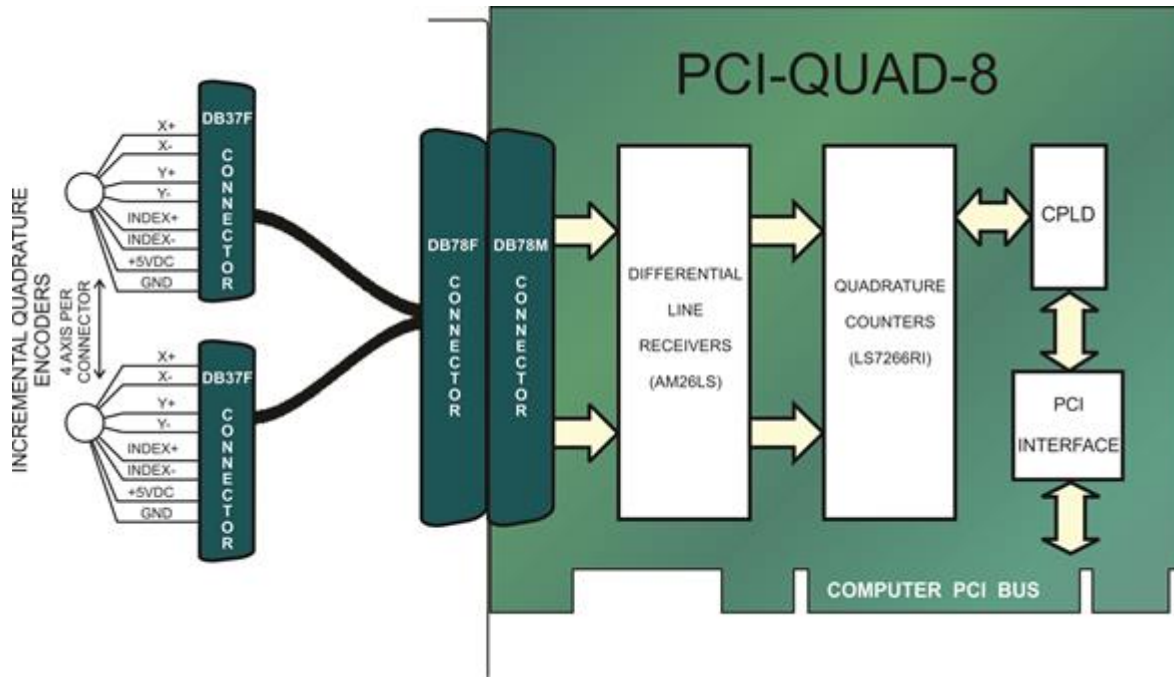 PCI-QUAD-8
INCREMENTAL QUADRATURE
ENCODERS
4 AXIS PER
CONNECTOR
X+
X-
Y+
Y-
INDEX+
INDEX-
+5VDC
GND
DB37F
CONNECTOR
X+
X-
Y+
Y-
INDEX+
INDEX-
+5VDC
GND
DB37F
CONNECTOR
DB78F
CONNECTOR
DB78M
CONNECTOR
DIFFERENTIAL
LINE
RECEIVERS
(AM26LS)
QUADRATURE
COUNTERS
(LS7266RI)
CPLD
PCI
INTERFACE
COMPUTER PCI BUS